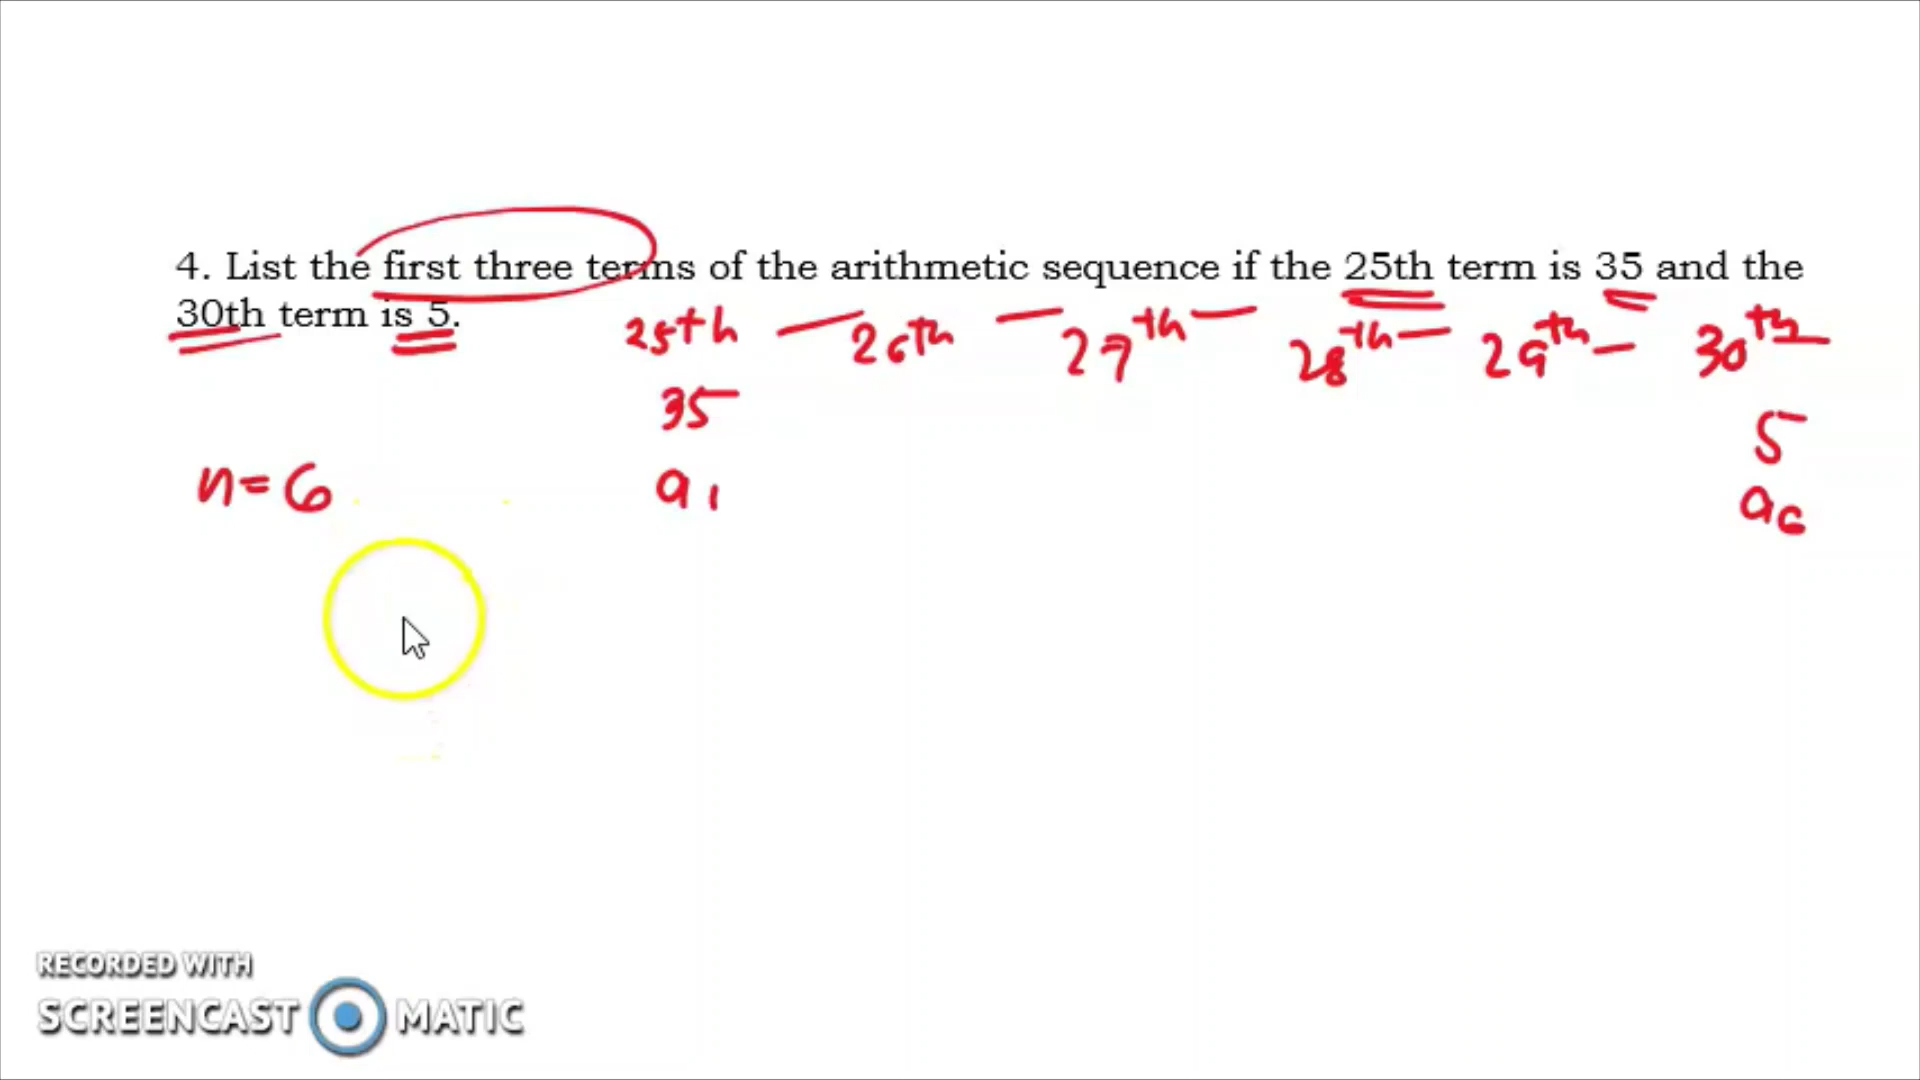 4. List the first three terms of the arithmetic sequence if the 25th term is 35 and the
30th term is 5.
25th — 26th — 27th — 28th — 29th — 30th
35 5
n=6 a1 a6
RECORDED WITH
SCREENCAST MATIC